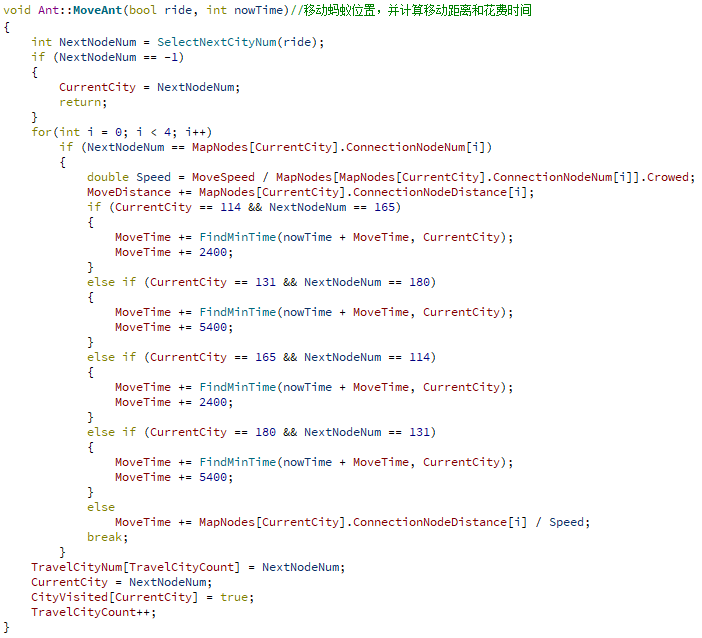 void Ant::MoveAnt(bool ride, int nowTime)//移动蚂蚁位置，并计算移动距离和花费时间
{
    int NextNodeNum = SelectNextCityNum(ride);
    if (NextNodeNum == -1)
    {
        CurrentCity = NextNodeNum;
        return;
    }
    for(int i = 0; i < 4; i++)
        if (NextNodeNum == MapNodes[CurrentCity].ConnectionNodeNum[i])
        {
            double Speed = MoveSpeed / MapNodes[MapNodes[CurrentCity].ConnectionNodeNum[i]].Crowed;
            MoveDistance += MapNodes[CurrentCity].ConnectionNodeDistance[i];
            if (CurrentCity == 114 && NextNodeNum == 165)
            {
                MoveTime += FindMinTime(nowTime + MoveTime, CurrentCity);
                MoveTime += 2400;
            }
            else if (CurrentCity == 131 && NextNodeNum == 180)
            {
                MoveTime += FindMinTime(nowTime + MoveTime, CurrentCity);
                MoveTime += 5400;
            }
            else if (CurrentCity == 165 && NextNodeNum == 114)
            {
                MoveTime += FindMinTime(nowTime + MoveTime, CurrentCity);
                MoveTime += 2400;
            }
            else if (CurrentCity == 180 && NextNodeNum == 131)
            {
                MoveTime += FindMinTime(nowTime + MoveTime, CurrentCity);
                MoveTime += 5400;
            }
            else
                MoveTime += MapNodes[CurrentCity].ConnectionNodeDistance[i] / Speed;
            break;
        }
    TravelCityNum[TravelCityCount] = NextNodeNum;
    CurrentCity = NextNodeNum;
    CityVisited[CurrentCity] = true;
    TravelCityCount++;
}